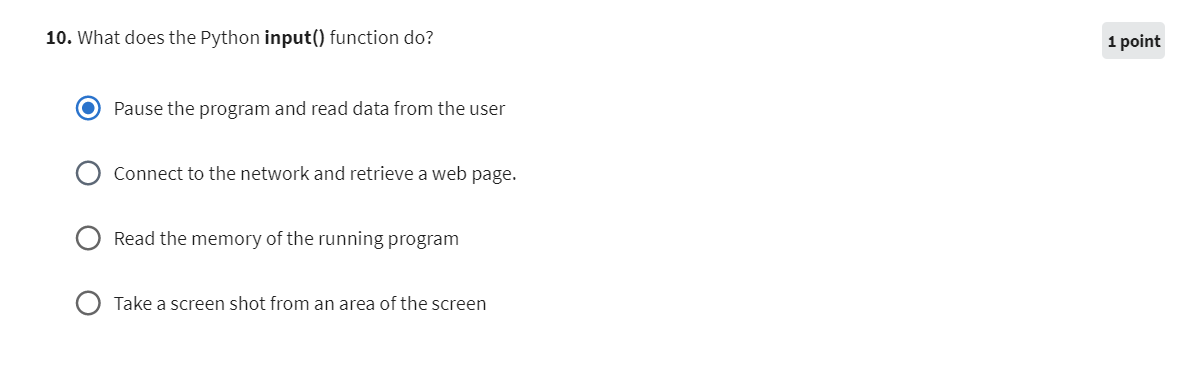 10. What does the Python input() function do?
1 point
Pause the program and read data from the user
Connect to the network and retrieve a web page.
Read the memory of the running program
Take a screen shot from an area of the screen